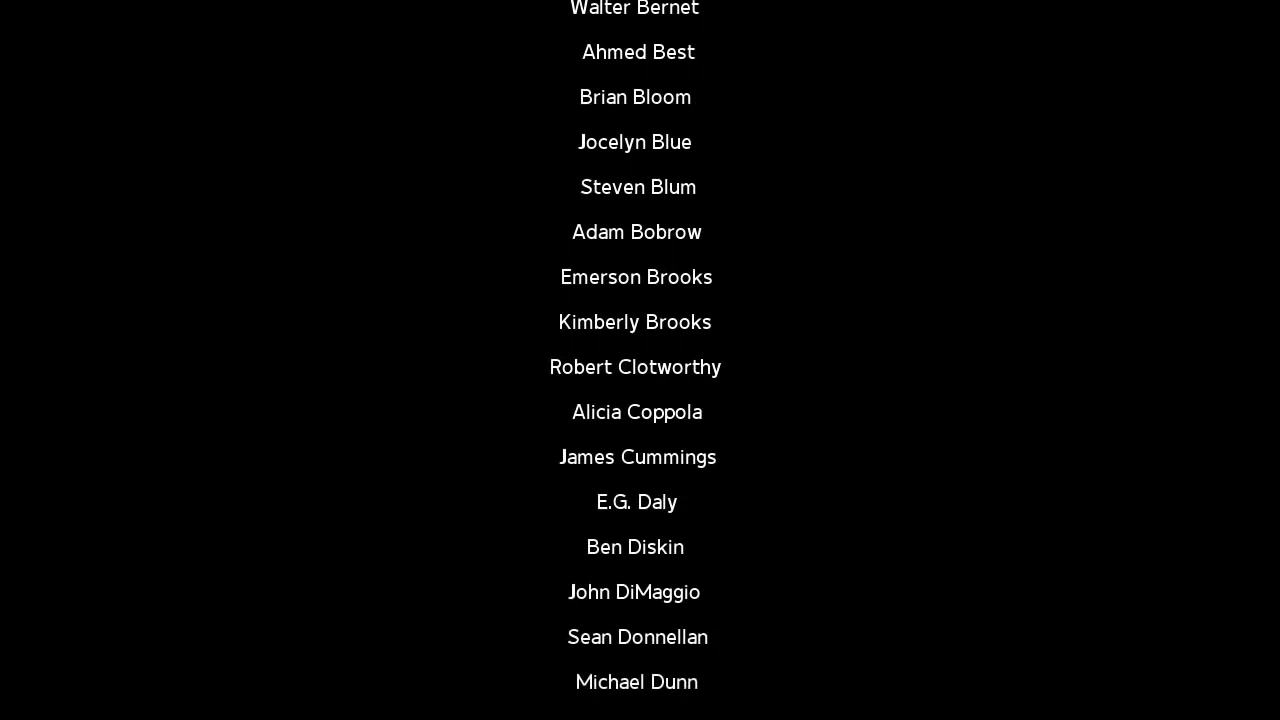 Walter Bernet
Ahmed Best
Brian Bloom
Jocelyn Blue
Steven Blum
Adam Bobrow
Emerson Brooks
Kimberly Brooks
Robert Clotworthy
Alicia Coppola
James Cummings
E.G. Daly
Ben Diskin
John DiMaggio
Sean Donnellan
Michael Dunn